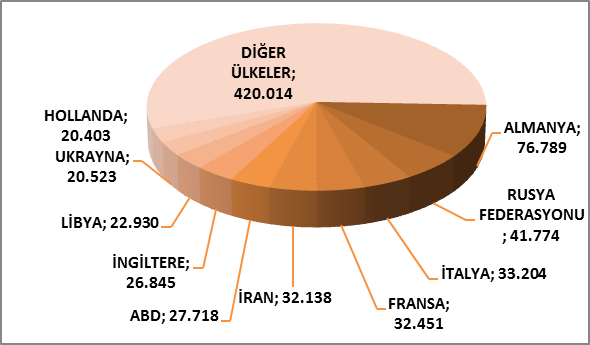 DİĞER
ÜLKELER;
420.014
ALMANYA;
76.789
RUSYA
FEDERASYONU
; 41.774
İTALYA; 33.204
FRANSA;
32.451
İRAN; 32.138
ABD; 27.718
İNGİLTERE;
26.845
LİBYA; 22.930
UKRAYNA;
20.523
HOLLANDA;
20.403